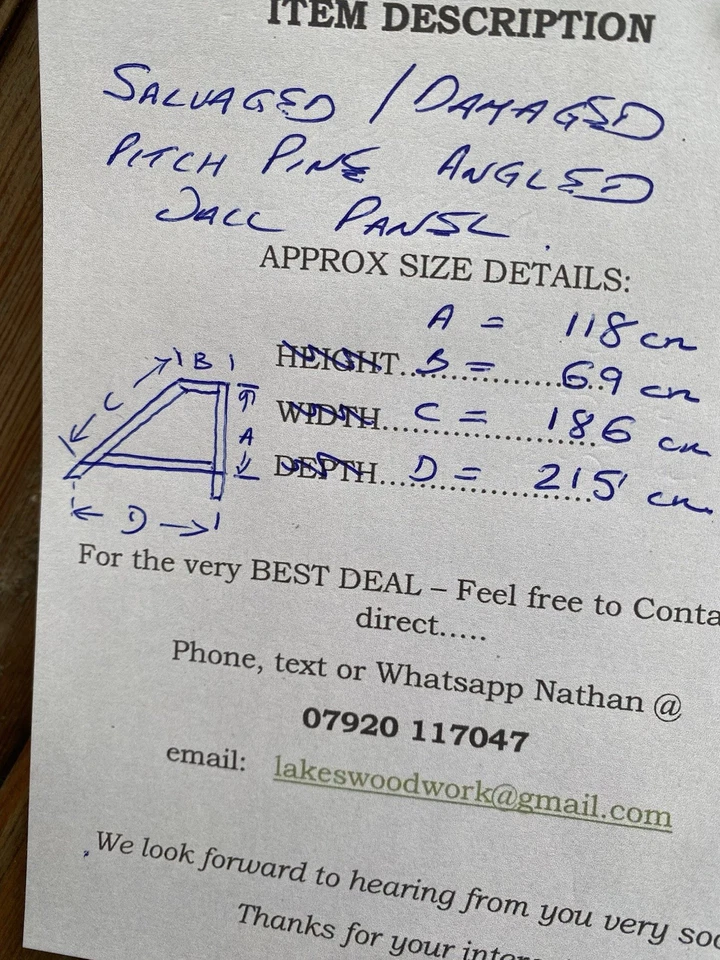 ITEM DESCRIPTION
SALVAGED / DAMAGED
PITCH PINE ANGLED
WALL PANEL.
APPROX SIZE DETAILS:
A = 118 cm
HEIGHT..B = ..........69 cm
WIDTH....C = ..........186 cm
DEPTH....D = ..........215 cm
B
C
A
D
For the very BEST DEAL – Feel free to Conta
direct.....
Phone, text or Whatsapp Nathan @
07920 117047
email: lakeswoodwork@gmail.com
We look forward to hearing from you very soo
Thanks for your inter